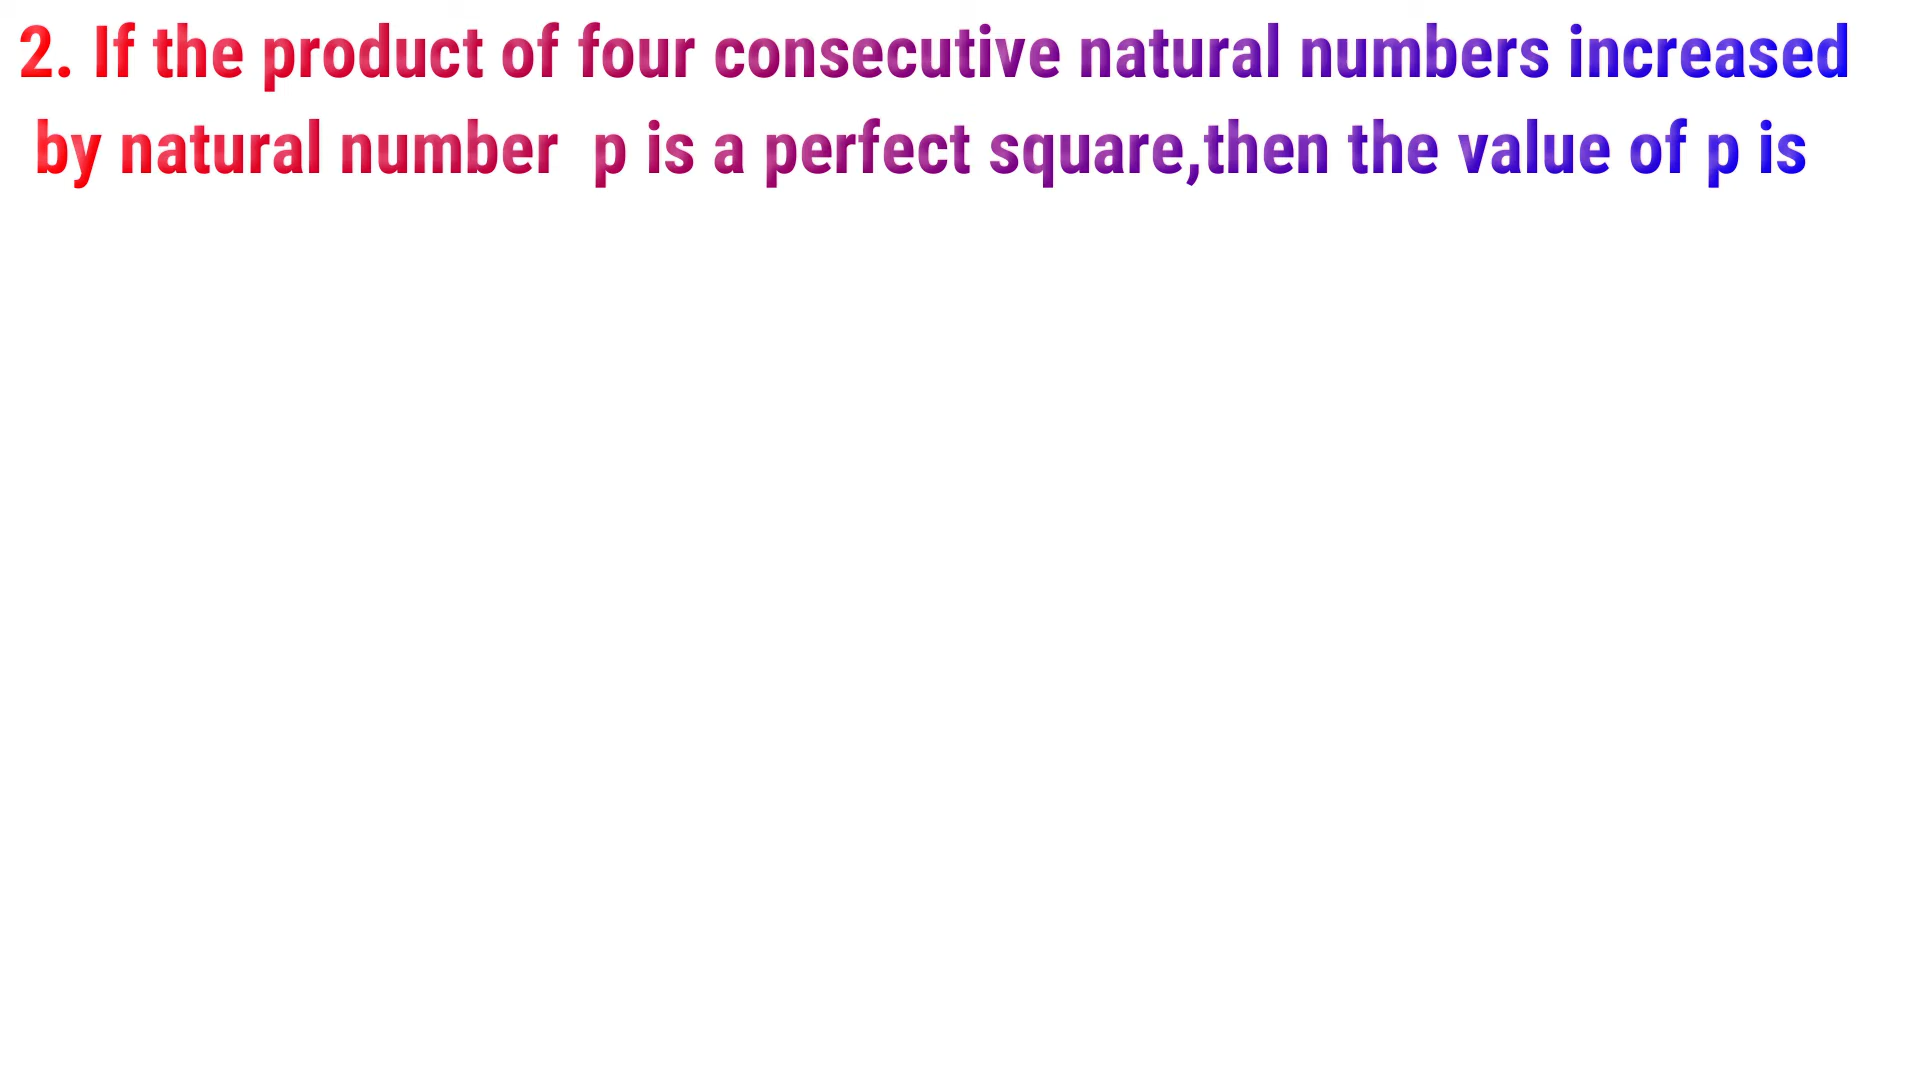 2. If the product of four consecutive natural numbers increased
by natural number p is a perfect square,then the value of p is